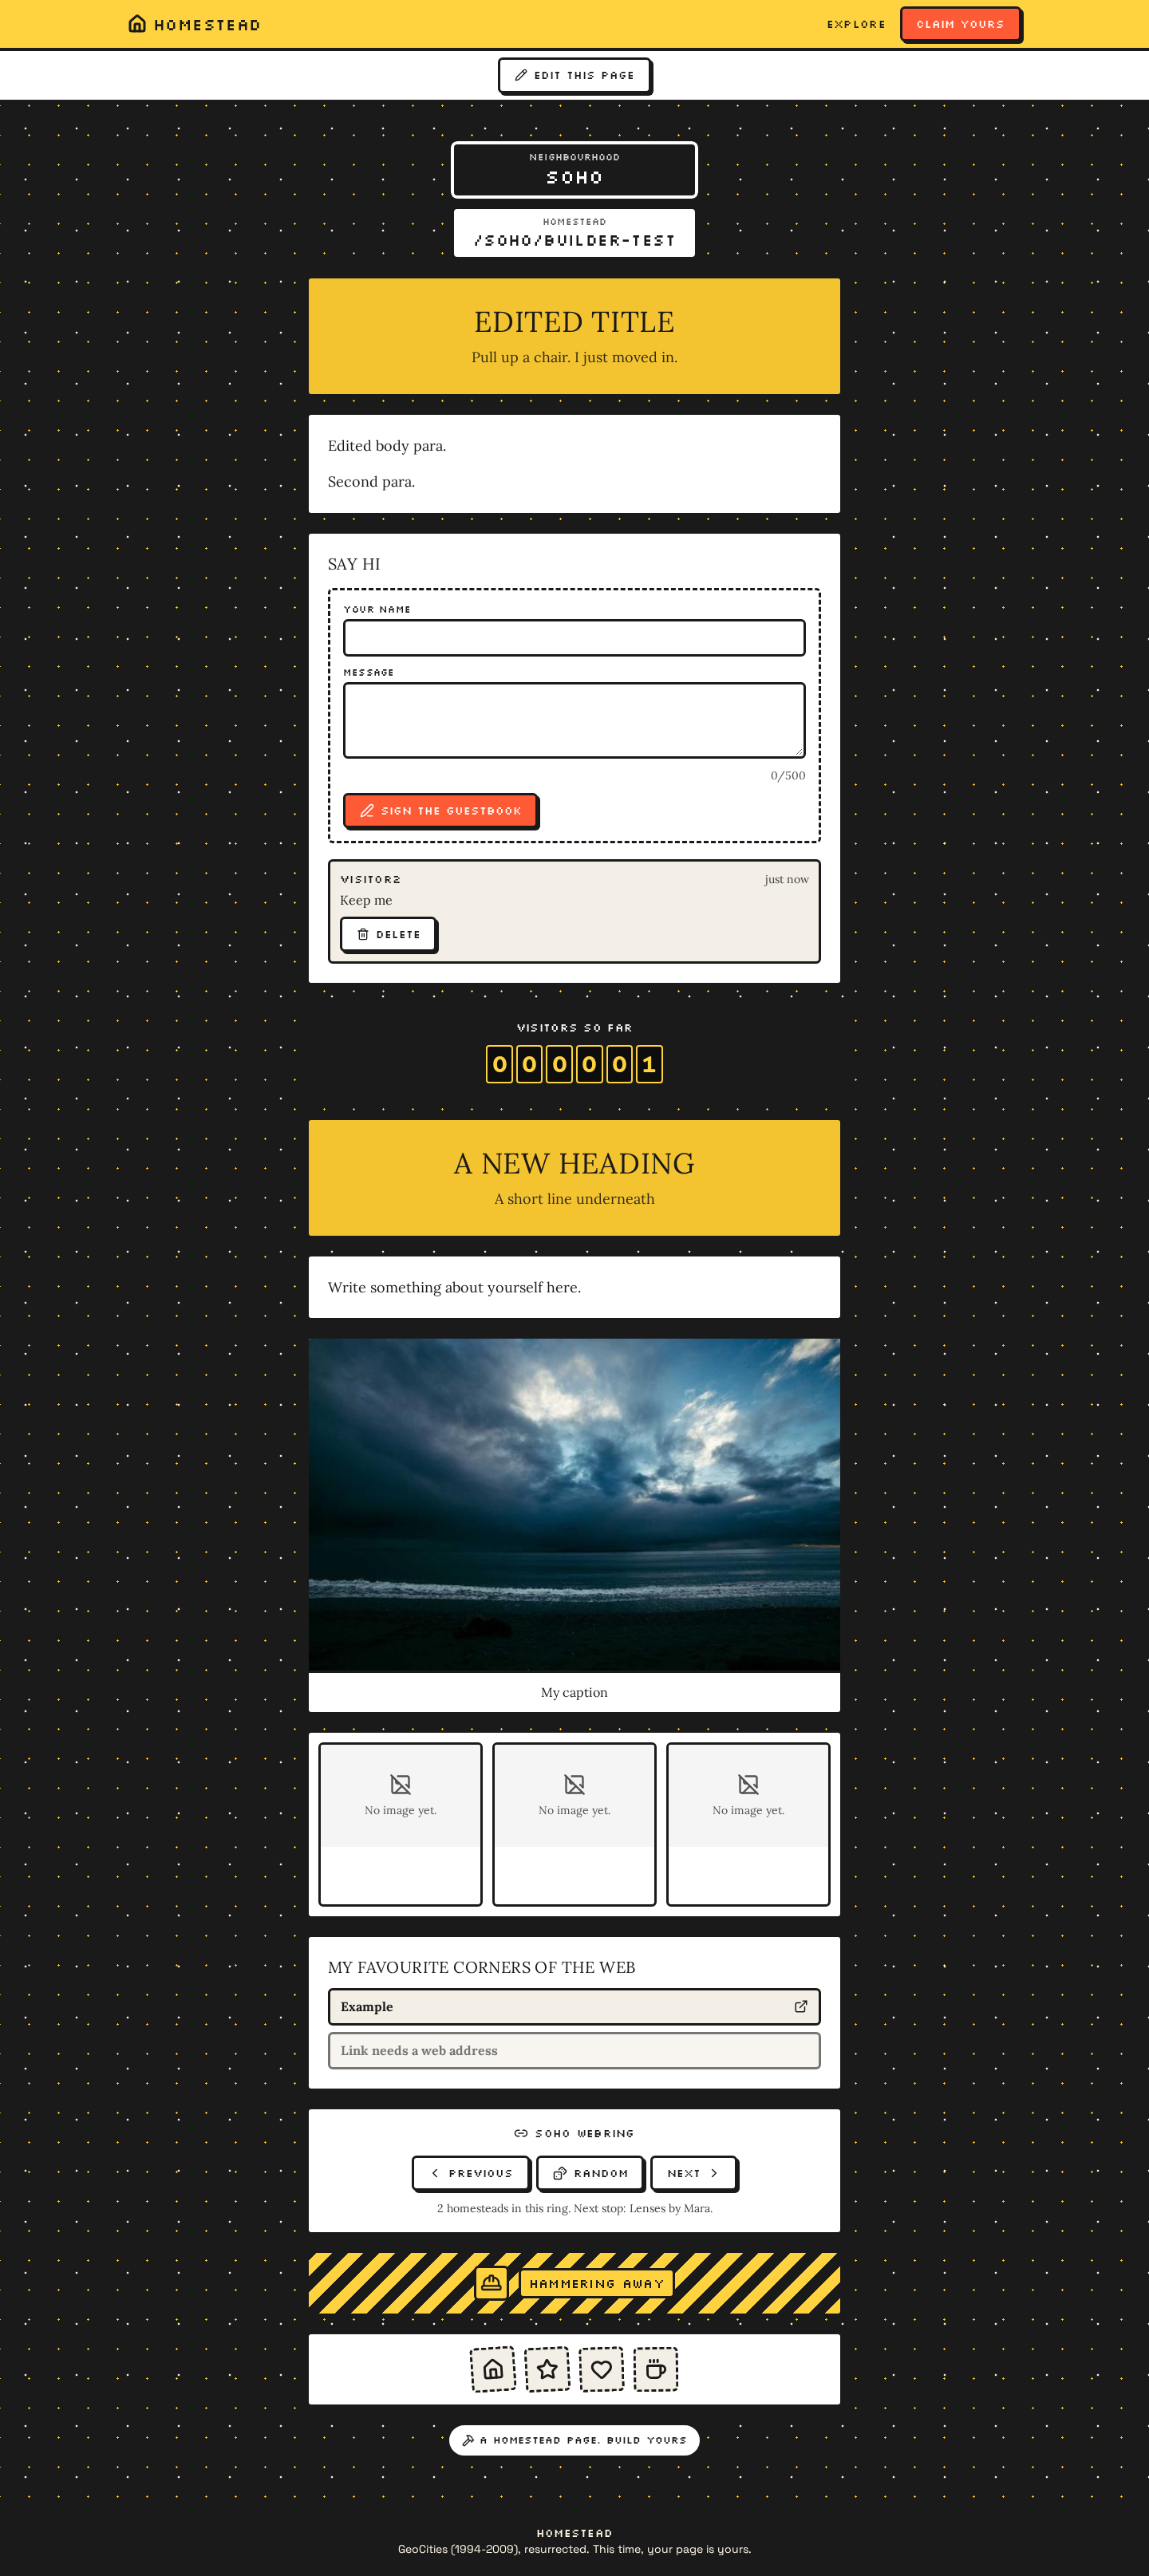 HOMESTEAD
EXPLORE
CLAIM YOURS
EDIT THIS PAGE
NEIGHBOURHOOD
SOHO
HOMESTEAD
/SOHO/BUILDER-TEST
EDITED TITLE
Pull up a chair. I just moved in.
Edited body para.
Second para.
SAY HI
YOUR NAME
MESSAGE
0/500
SIGN THE GUESTBOOK
VISITOR2
just now
Keep me
DELETE
VISITORS SO FAR
000001
A NEW HEADING
A short line underneath
Write something about yourself here.
My caption
No image yet.
No image yet.
No image yet.
MY FAVOURITE CORNERS OF THE WEB
Example
Link needs a web address
SOHO WEBRING
PREVIOUS
RANDOM
NEXT
2 homesteads in this ring. Next stop: Lenses by Mara.
HAMMERING AWAY
A HOMESTEAD PAGE. BUILD YOURS
HOMESTEAD
GeoCities (1994-2009), resurrected. This time, your page is yours.